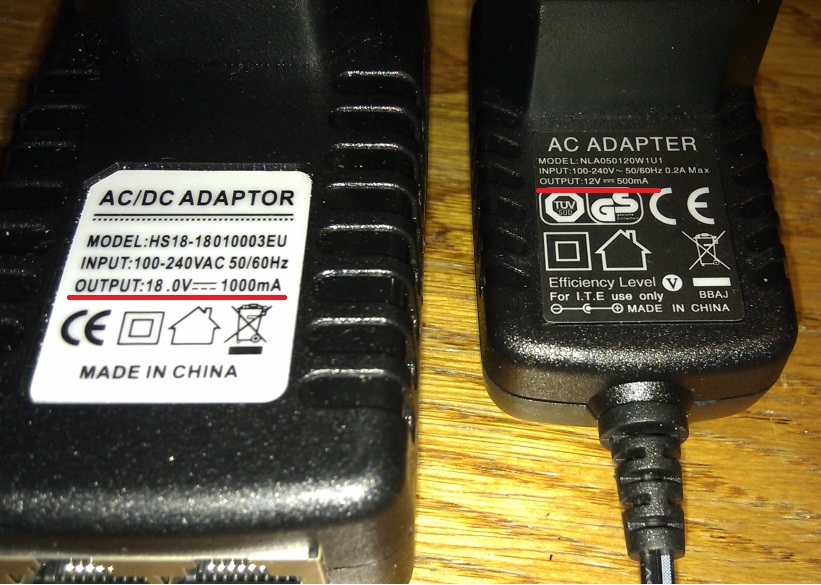 AC/DC ADAPTOR
MODEL:HS18-18010003EU
INPUT:100-240VAC 50/60Hz
OUTPUT:18.0V⎓1000mA
CE
MADE IN CHINA
AC ADAPTER
MODEL:NLA050120W1U1
INPUT:100-240V~50/60Hz 0.2A Max
OUTPUT:12V⎓500mA
TUV GS CE
Efficiency Level V
BBAJ
For I.T.E use only
MADE IN CHINA